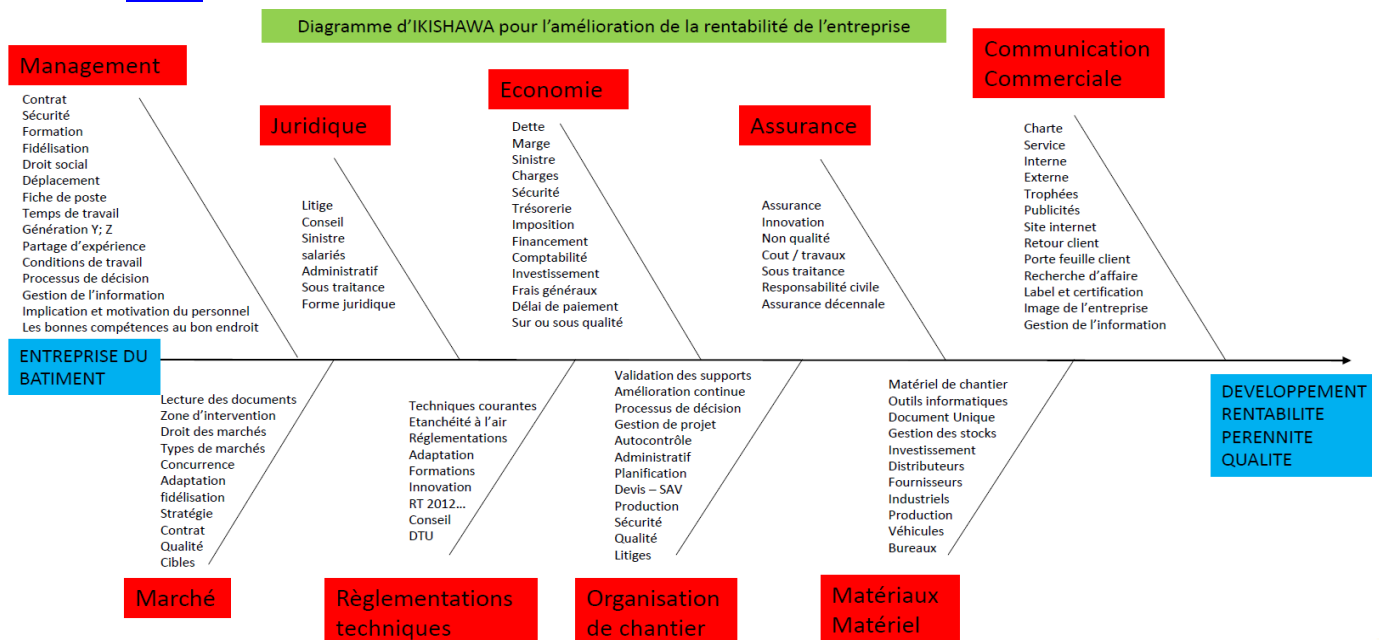 Diagramme d’IKISHAWA pour l’amélioration de la rentabilité de l’entreprise
Management
Contrat
Sécurité
Formation
Fidélisation
Droit social
Déplacement
Fiche de poste
Temps de travail
Génération Y; Z
Partage d’expérience
Conditions de travail
Processus de décision
Gestion de l’information
Implication et motivation du personnel
Les bonnes compétences au bon endroit
Juridique
Litige
Conseil
Sinistre
salariés
Administratif
Sous traitance
Forme juridique
Economie
Dette
Marge
Sinistre
Charges
Sécurité
Trésorerie
Imposition
Financement
Comptabilité
Investissement
Frais généraux
Délai de paiement
Sur ou sous qualité
Assurance
Assurance
Innovation
Non qualité
Cout / travaux
Sous traitance
Responsabilité civile
Assurance décennale
Communication
Commerciale
Charte
Service
Interne
Externe
Trophées
Publicités
Site internet
Retour client
Porte feuille client
Recherche d’affaire
Label et certification
Image de l’entreprise
Gestion de l’information
ENTREPRISE DU
BATIMENT
DEVELOPPEMENT
RENTABILITE
PERENNITE
QUALITE
Lecture des documents
Zone d’intervention
Droit des marchés
Types de marchés
Concurrence
Adaptation
fidélisation
Stratégie
Contrat
Qualité
Cibles
Marché
Techniques courantes
Etanchéité à l’air
Réglementations
Adaptation
Formations
Innovation
RT 2012...
Conseil
DTU
Règlementations
techniques
Validation des supports
Amélioration continue
Processus de décision
Gestion de projet
Autocontrôle
Administratif
Planification
Devis – SAV
Production
Sécurité
Qualité
Litiges
Organisation
de chantier
Matériel de chantier
Outils informatiques
Document Unique
Gestion des stocks
Investissement
Distributeurs
Fournisseurs
Industriels
Production
Véhicules
Bureaux
Matériaux
Matériel